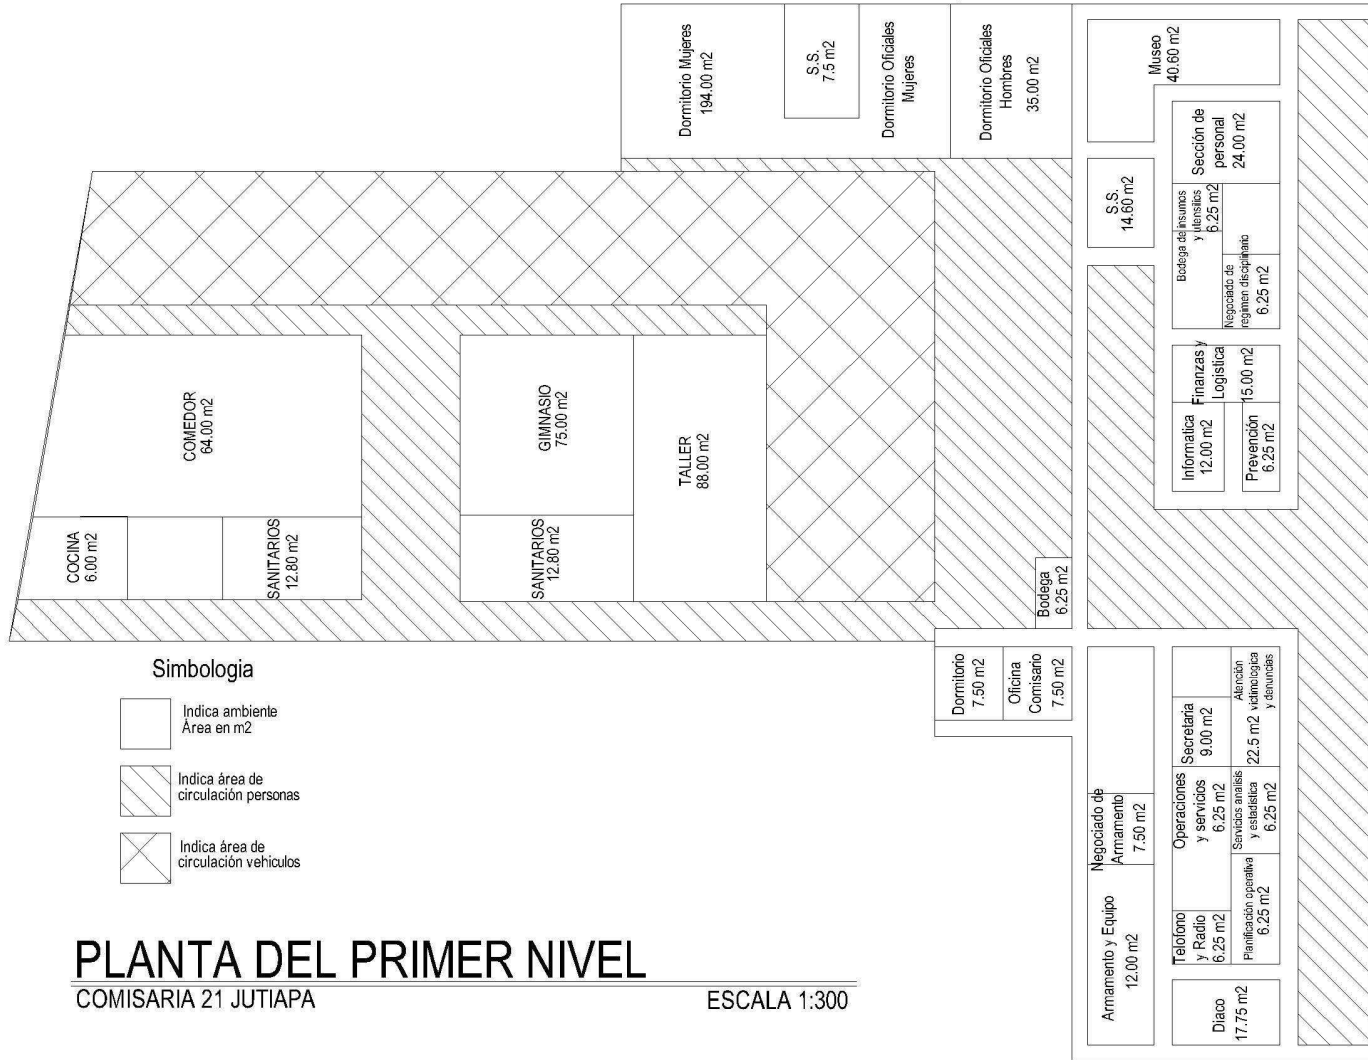 Dormitorio Mujeres
194.00 m2
S.S.
7.5 m2
Dormitorio Oficiales
Mujeres
Dormitorio Oficiales
Hombres
35.00 m2
Museo
40.60 m2
Sección de
personal
24.00 m2
S.S.
14.60 m2
Bodega de insumos
y utensilios
6.25 m2
Negociado de
regimen disciplinario
6.25 m2
Finanzas y
Logistica
15.00 m2
Informatica
12.00 m2
Prevención
6.25 m2
COMEDOR
64.00 m2
GIMNASIO
75.00 m2
TALLER
88.00 m2
COCINA
6.00 m2
SANITARIOS
12.80 m2
SANITARIOS
12.80 m2
Bodega
6.25 m2
Dormitorio
7.50 m2
Oficina
Comisario
7.50 m2
Secretaria
9.00 m2
Atención
victimologica
y denuncias
22.5 m2
Negociado de
Armamento
7.50 m2
Operaciones
y servicios
6.25 m2
Servicios analisis
y estadistica
6.25 m2
Armamento y Equipo
12.00 m2
Telofono
y Radio
6.25 m2
Planificación operativa
6.25 m2
Diaco
17.75 m2
Simbologia
Indica ambiente
Área en m2
Indica área de
circulación personas
Indica área de
circulación vehiculos
PLANTA DEL PRIMER NIVEL
COMISARIA 21 JUTIAPA
ESCALA 1:300